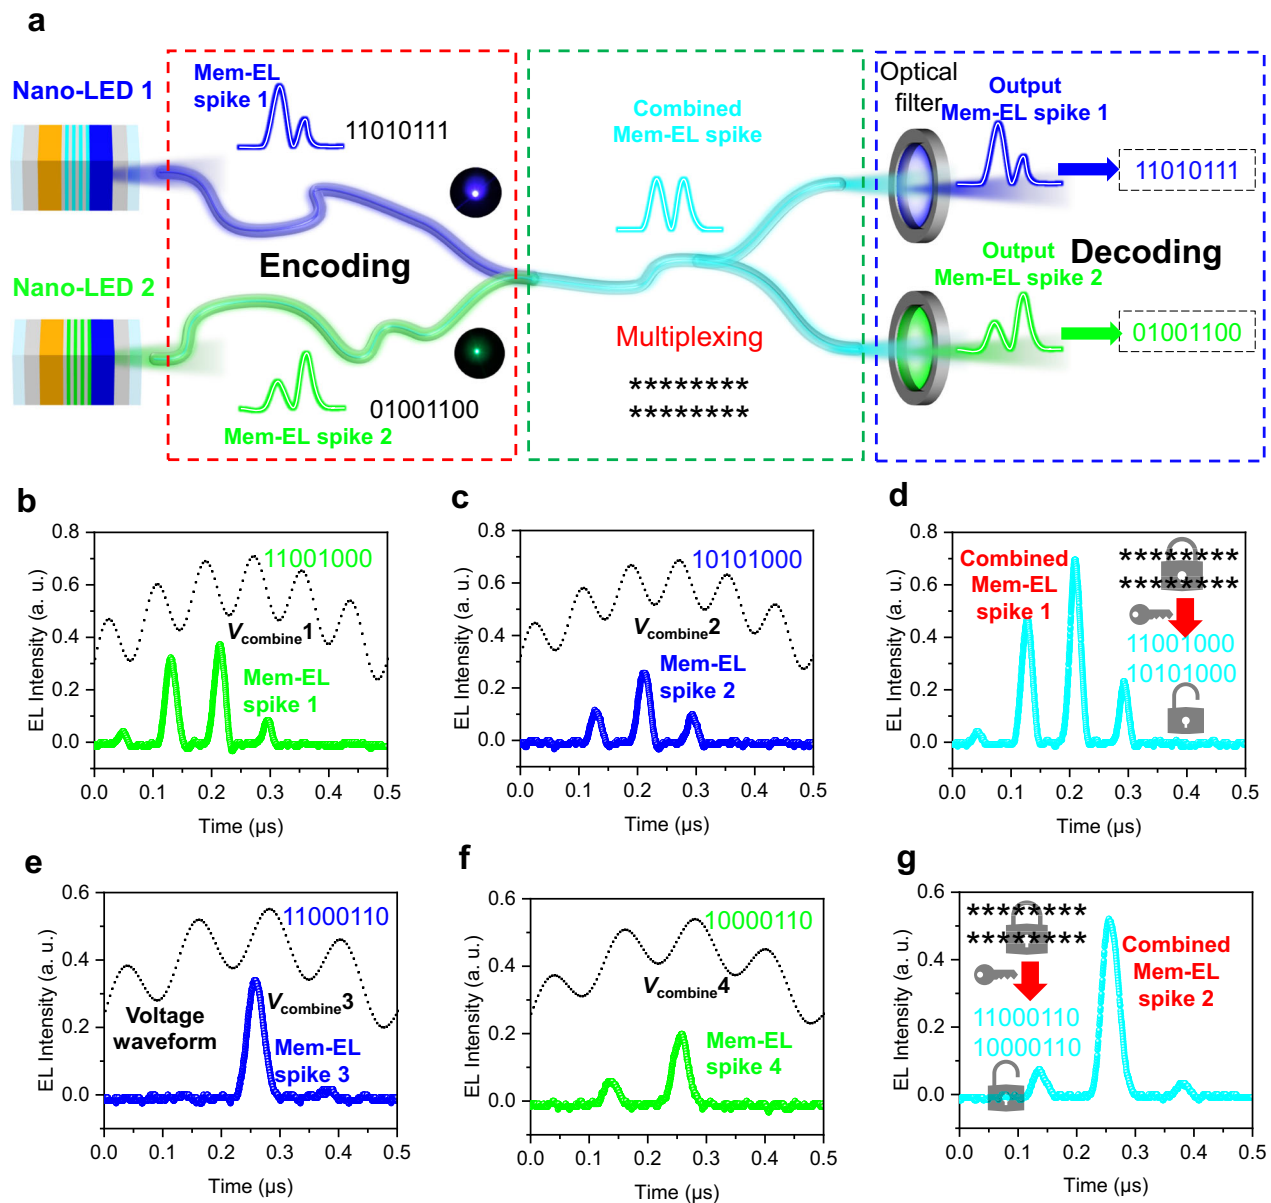 a
Nano-LED 1
Mem-EL
spike 1
11010111
Encoding
Nano-LED 2
01001100
Mem-EL spike 2
Combined
Mem-EL spike
Multiplexing
********
********
Optical
filter
Output
Mem-EL spike 1
11010111
Output
Mem-EL spike 2
Decoding
01001100
b
0.8
0.6
0.4
0.2
0.0
EL Intensity (a. u.)
11001000
Vcombine1
Mem-EL
spike 1
0.0 0.1 0.2 0.3 0.4 0.5
Time (µs)
c
0.8
0.6
0.4
0.2
0.0
EL Intensity (a. u.)
10101000
Vcombine2
Mem-EL
spike 2
0.0 0.1 0.2 0.3 0.4 0.5
Time (µs)
d
0.8
0.6
0.4
0.2
0.0
EL Intensity (a. u.)
Combined
Mem-EL
spike 1
********
********
11001000
10101000
0.0 0.1 0.2 0.3 0.4 0.5
Time (µs)
e
0.6
0.4
0.2
0.0
EL Intensity (a. u.)
11000110
Vcombine3
Voltage
waveform
Mem-EL
spike 3
0.0 0.1 0.2 0.3 0.4 0.5
Time (µs)
f
0.6
0.4
0.2
0.0
EL Intensity (a. u.)
10000110
Vcombine4
Mem-EL
spike 4
0.0 0.1 0.2 0.3 0.4 0.5
Time (µs)
g
0.6
0.4
0.2
0.0
EL Intensity (a. u.)
********
********
Combined
Mem-EL
spike 2
11000110
10000110
0.0 0.1 0.2 0.3 0.4 0.5
Time (µs)